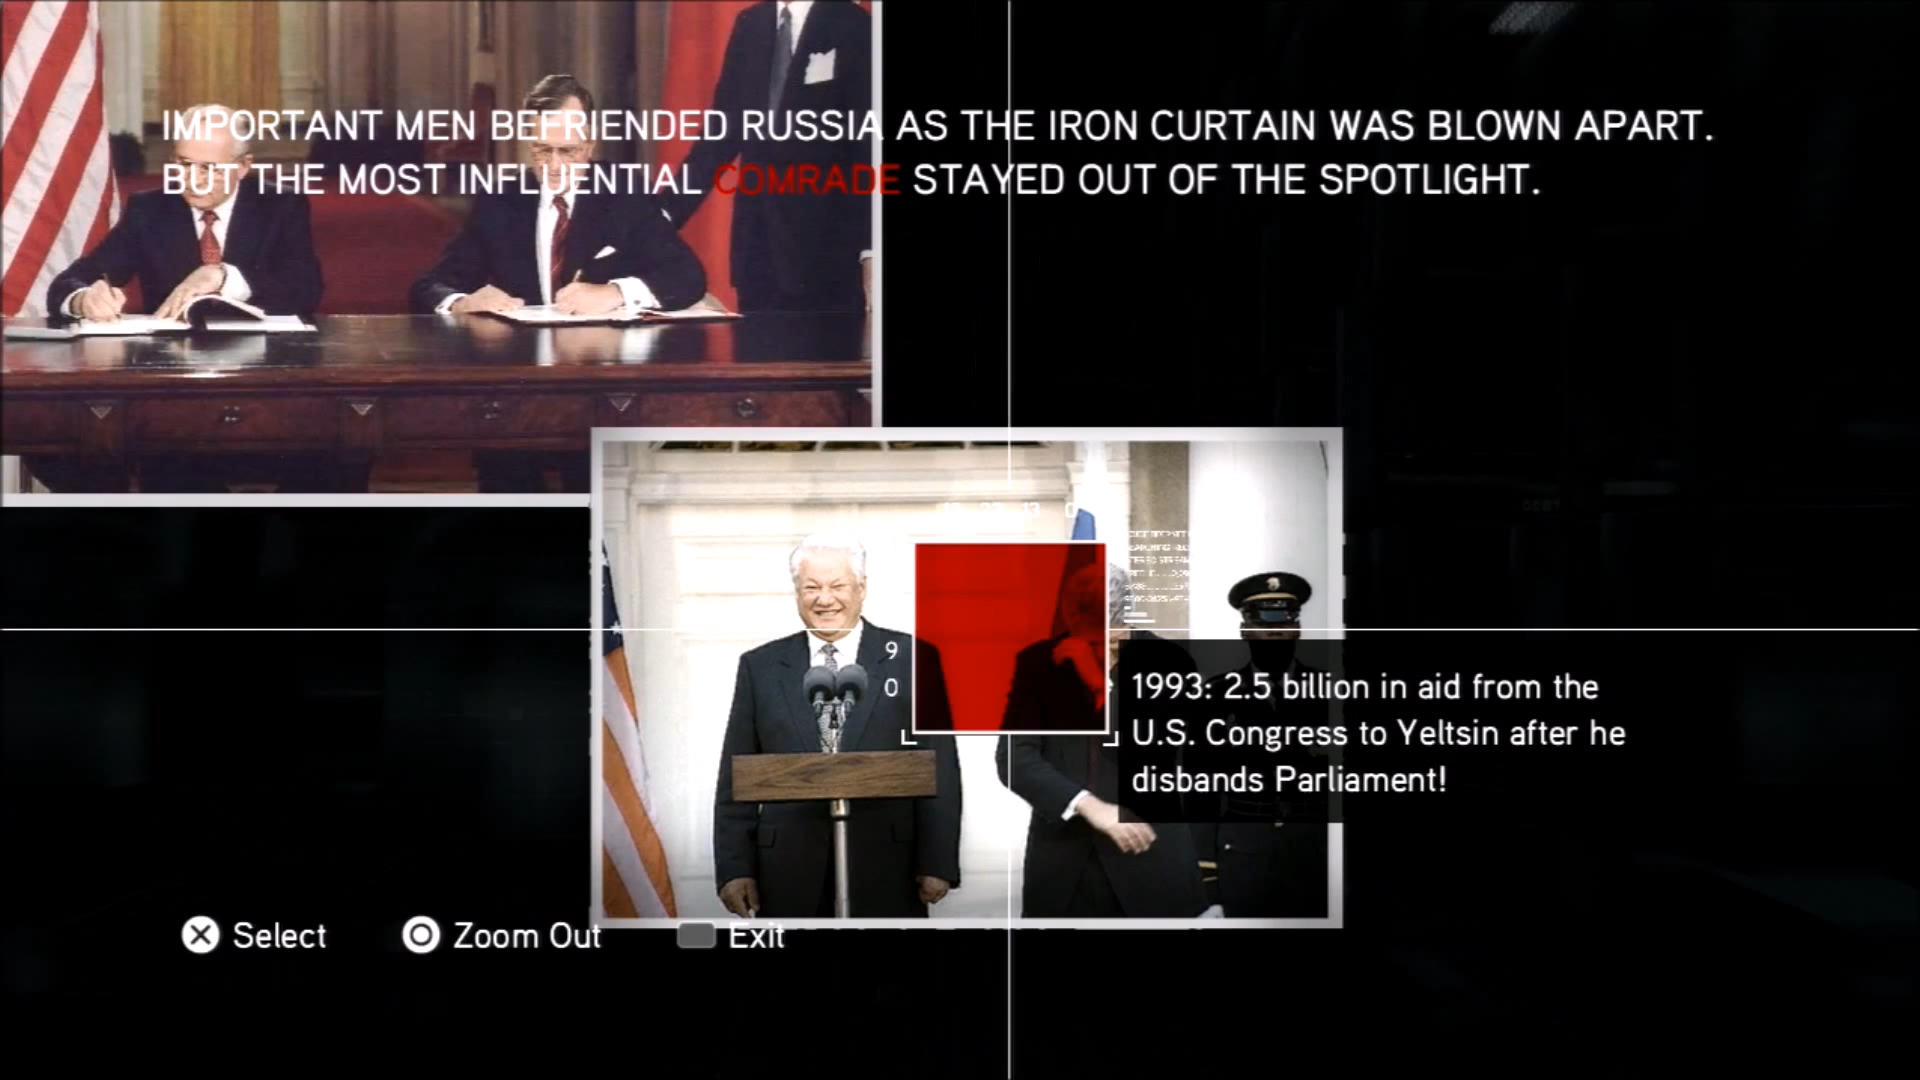 IMPORTANT MEN BEFRIENDED RUSSIA AS THE IRON CURTAIN WAS BLOWN APART.
BUT THE MOST INFLUENTIAL COMRADE STAYED OUT OF THE SPOTLIGHT.
9
0
1993: 2.5 billion in aid from the
U.S. Congress to Yeltsin after he
disbands Parliament!
Select
Zoom Out
Exit